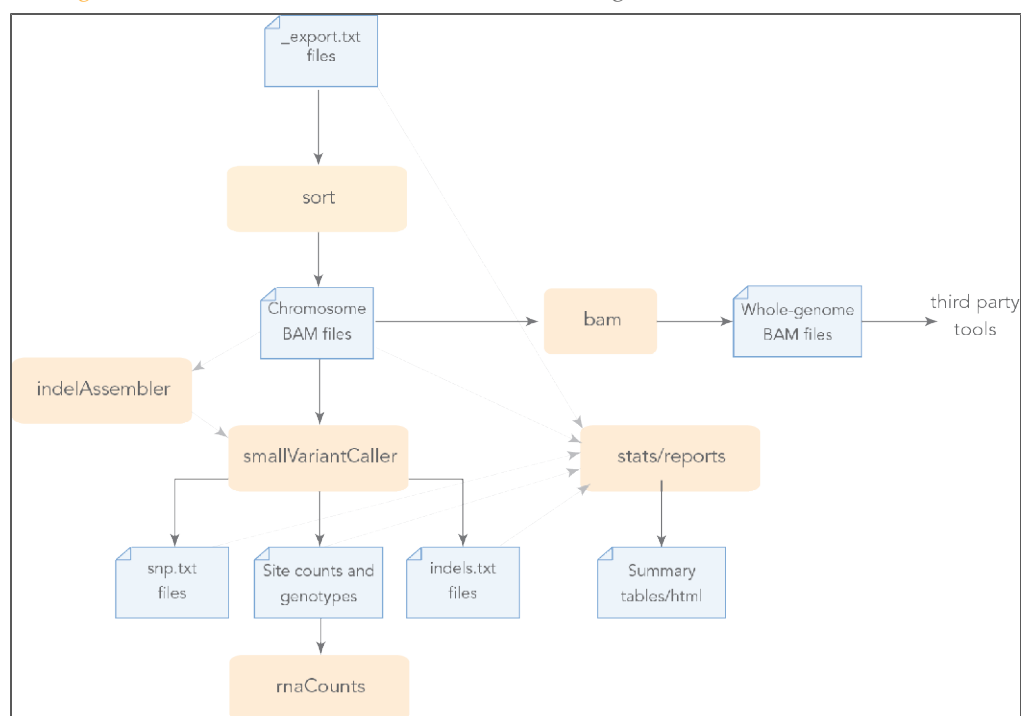 _export.txt
files
sort
Chromosome
BAM files
bam
Whole-genome
BAM files
third party
tools
indelAssembler
smallVariantCaller
stats/reports
snp.txt
files
Site counts and
genotypes
indels.txt
files
Summary
tables/html
rnaCounts